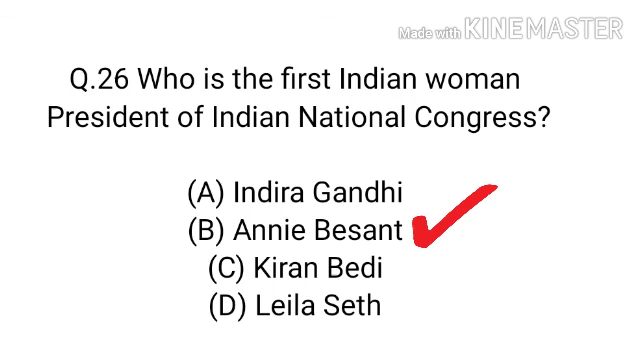 Made with KINEMASTER
Q.26 Who is the first Indian woman
President of Indian National Congress?
(A) Indira Gandhi
(B) Annie Besant
(C) Kiran Bedi
(D) Leila Seth